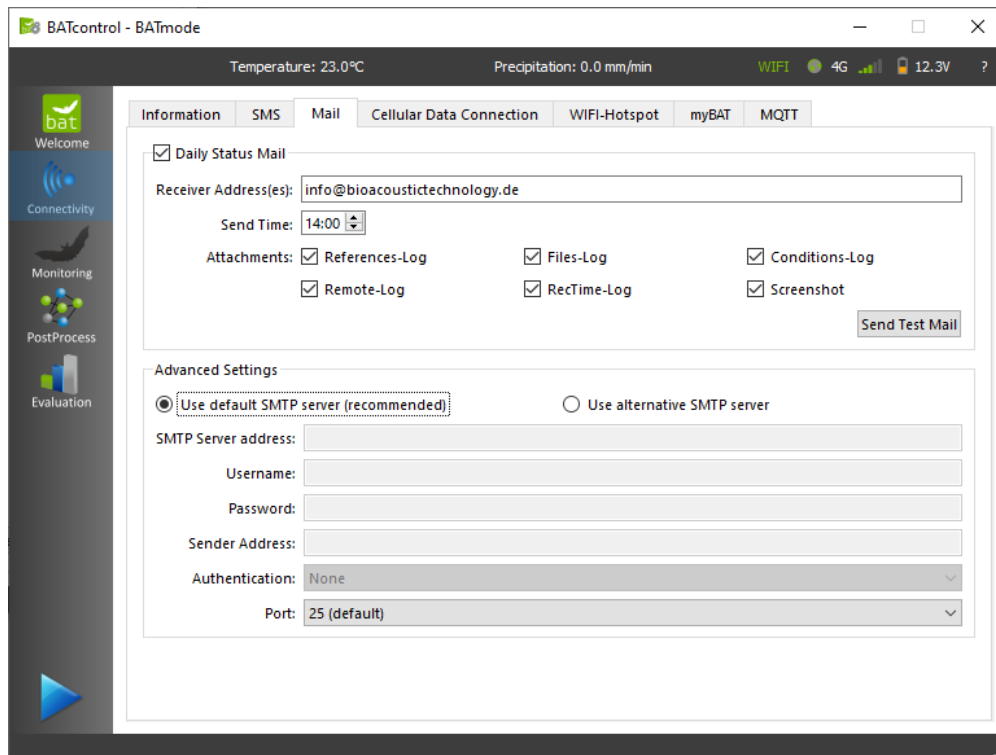 BATcontrol - BATmode
Temperature: 23.0°C Precipitation: 0.0 mm/min WIFI 4G 12.3V ?
bat
Welcome
Connectivity
Monitoring
PostProcess
Evaluation
Information SMS Mail Cellular Data Connection WIFI-Hotspot myBAT MQTT
Daily Status Mail
Receiver Address(es): info@bioacoustictechnology.de
Send Time: 14:00
Attachments: References-Log Files-Log Conditions-Log
Remote-Log RecTime-Log Screenshot
Send Test Mail
Advanced Settings
Use default SMTP server (recommended) Use alternative SMTP server
SMTP Server address:
Username:
Password:
Sender Address:
Authentication: None
Port: 25 (default)